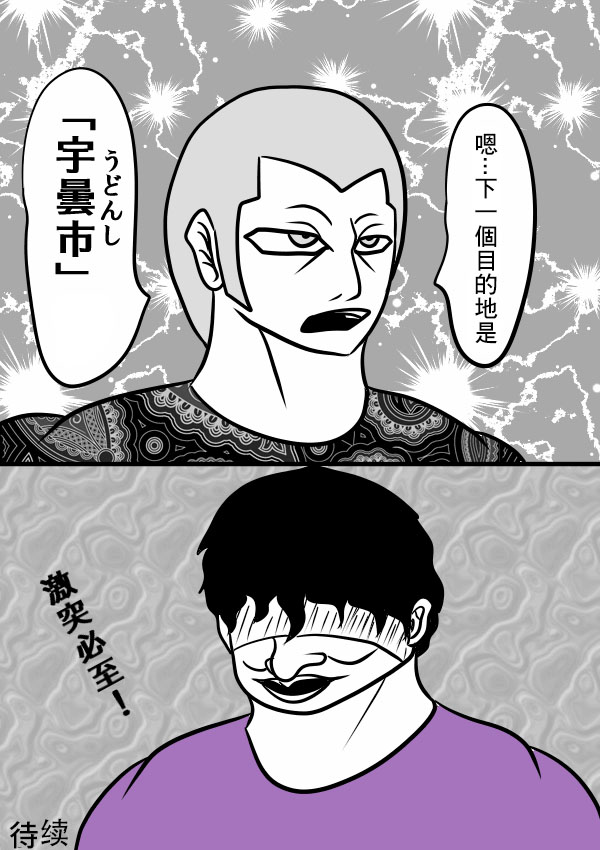 嗯…下一個目的地是
「宇曇市」
うどんし
激突必至！
待续